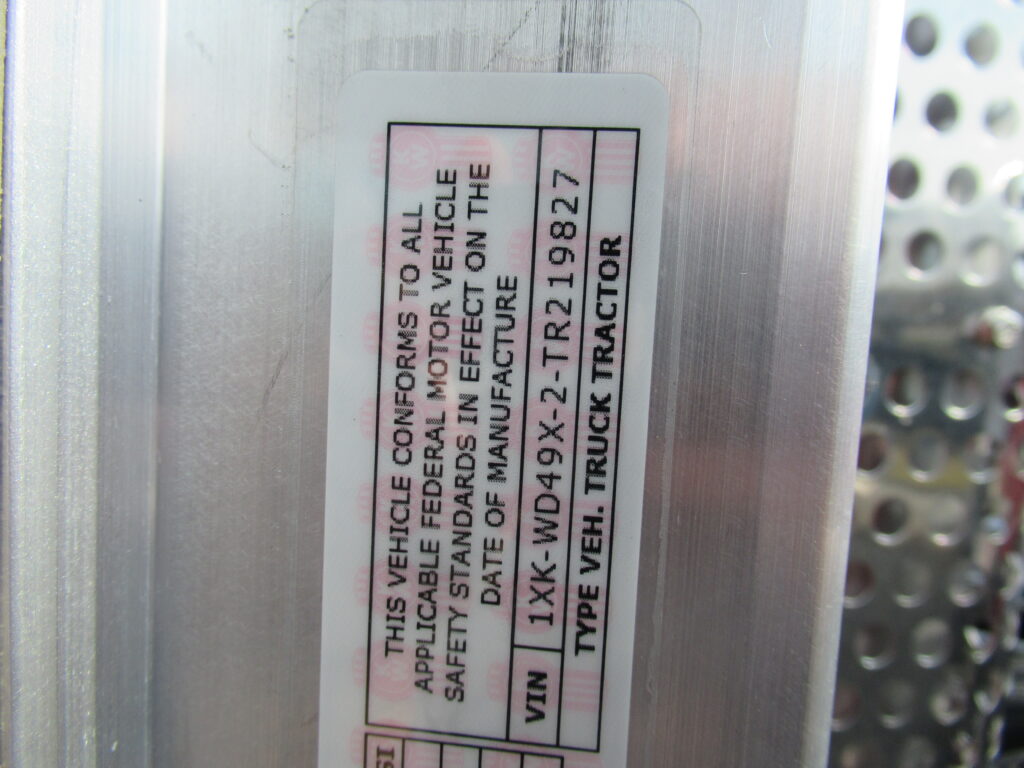 THIS VEHICLE CONFORMS TO ALL
APPLICABLE FEDERAL MOTOR VEHICLE
SAFETY STANDARDS IN EFFECT ON THE
DATE OF MANUFACTURE
VIN 1XK-WD49X-2-TR219827
TYPE VEH. TRUCK TRACTOR
SI